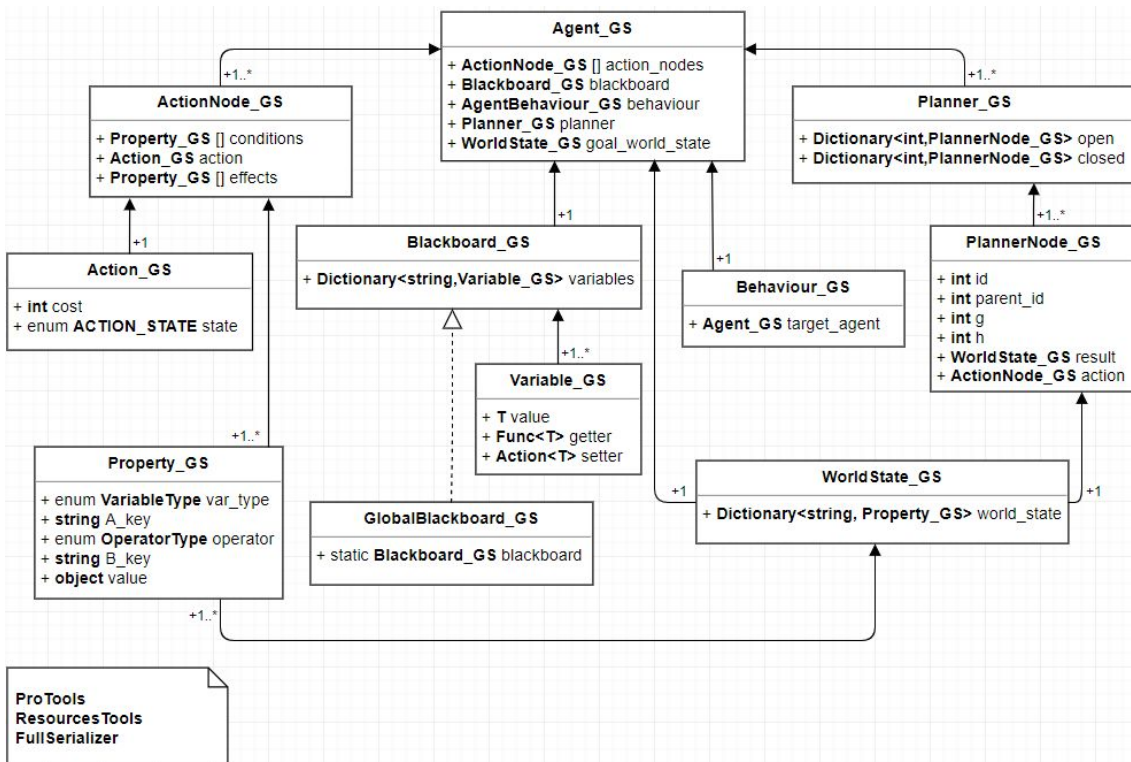 Agent_GS
+ ActionNode_GS [] action_nodes
+ Blackboard_GS blackboard
+ AgentBehaviour_GS behaviour
+ Planner_GS planner
+ WorldState_GS goal_world_state
+1..*
ActionNode_GS
+ Property_GS [] conditions
+ Action_GS action
+ Property_GS [] effects
+1..*
Planner_GS
+ Dictionary<int,PlannerNode_GS> open
+ Dictionary<int,PlannerNode_GS> closed
+1
Action_GS
+ int cost
+ enum ACTION_STATE state
+1
Blackboard_GS
+ Dictionary<string,Variable_GS> variables
+1
Behaviour_GS
+ Agent_GS target_agent
+1..*
PlannerNode_GS
+ int id
+ int parent_id
+ int g
+ int h
+ WorldState_GS result
+ ActionNode_GS action
+1..*
Variable_GS
+ T value
+ Func<T> getter
+ Action<T> setter
+1..*
Property_GS
+ enum VariableType var_type
+ string A_key
+ enum OperatorType operator
+ string B_key
+ object value
+1..*
GlobalBlackboard_GS
+ static Blackboard_GS blackboard
+1
+1
WorldState_GS
+ Dictionary<string, Property_GS> world_state
ProTools
ResourcesTools
FullSerializer